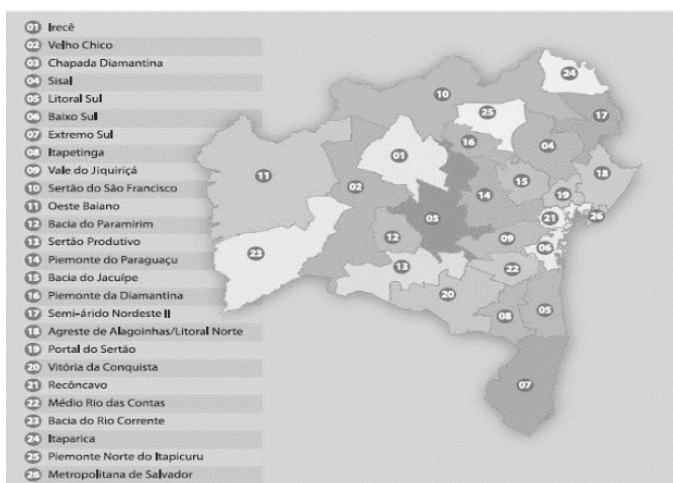 01 Irecê
02 Velho Chico
03 Chapada Diamantina
04 Sisal
05 Litoral Sul
06 Baixo Sul
07 Extremo Sul
08 Itapetinga
09 Vale do Jiquiriçá
10 Sertão do São Francisco
11 Oeste Baiano
12 Bacia do Paramirim
13 Sertão Produtivo
14 Piemonte do Paraguaçu
15 Bacia do Jacuípe
16 Piemonte da Diamantina
17 Semi-árido Nordeste II
18 Agreste de Alagoinhas/Litoral Norte
19 Portal do Sertão
20 Vitória da Conquista
21 Recôncavo
22 Médio Rio das Contas
23 Bacia do Rio Corrente
24 Itaparica
25 Piemonte Norte do Itapicuru
26 Metropolitana de Salvador
24
10
25
17
16
04
01
11
02
15
18
14
19
03
21
26
12
09
06
23
13
22
20
08
05
07